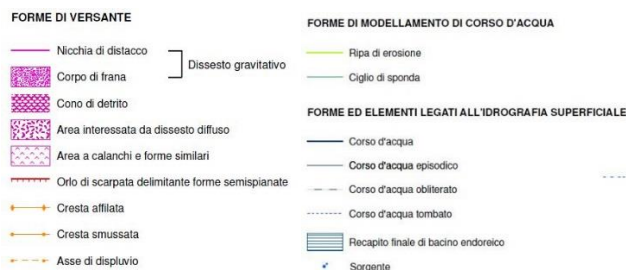 FORME DI VERSANTE
Nicchia di distacco
Corpo di frana
Dissesto gravitativo
Cono di detrito
Area interessata da dissesto diffuso
Area a calanchi e forme similari
Orlo di scarpata delimitante forme semispianate
Cresta affilata
Cresta smussata
Asse di displuvio
FORME DI MODELLAMENTO DI CORSO D'ACQUA
Ripa di erosione
Ciglio di sponda
FORME ED ELEMENTI LEGATI ALL'IDROGRAFIA SUPERFICIALE
Corso d'acqua
Corso d'acqua episodico
Corso d'acqua obliterato
Corso d'acqua tombato
Recapito finale di bacino endoreico
Sorgente